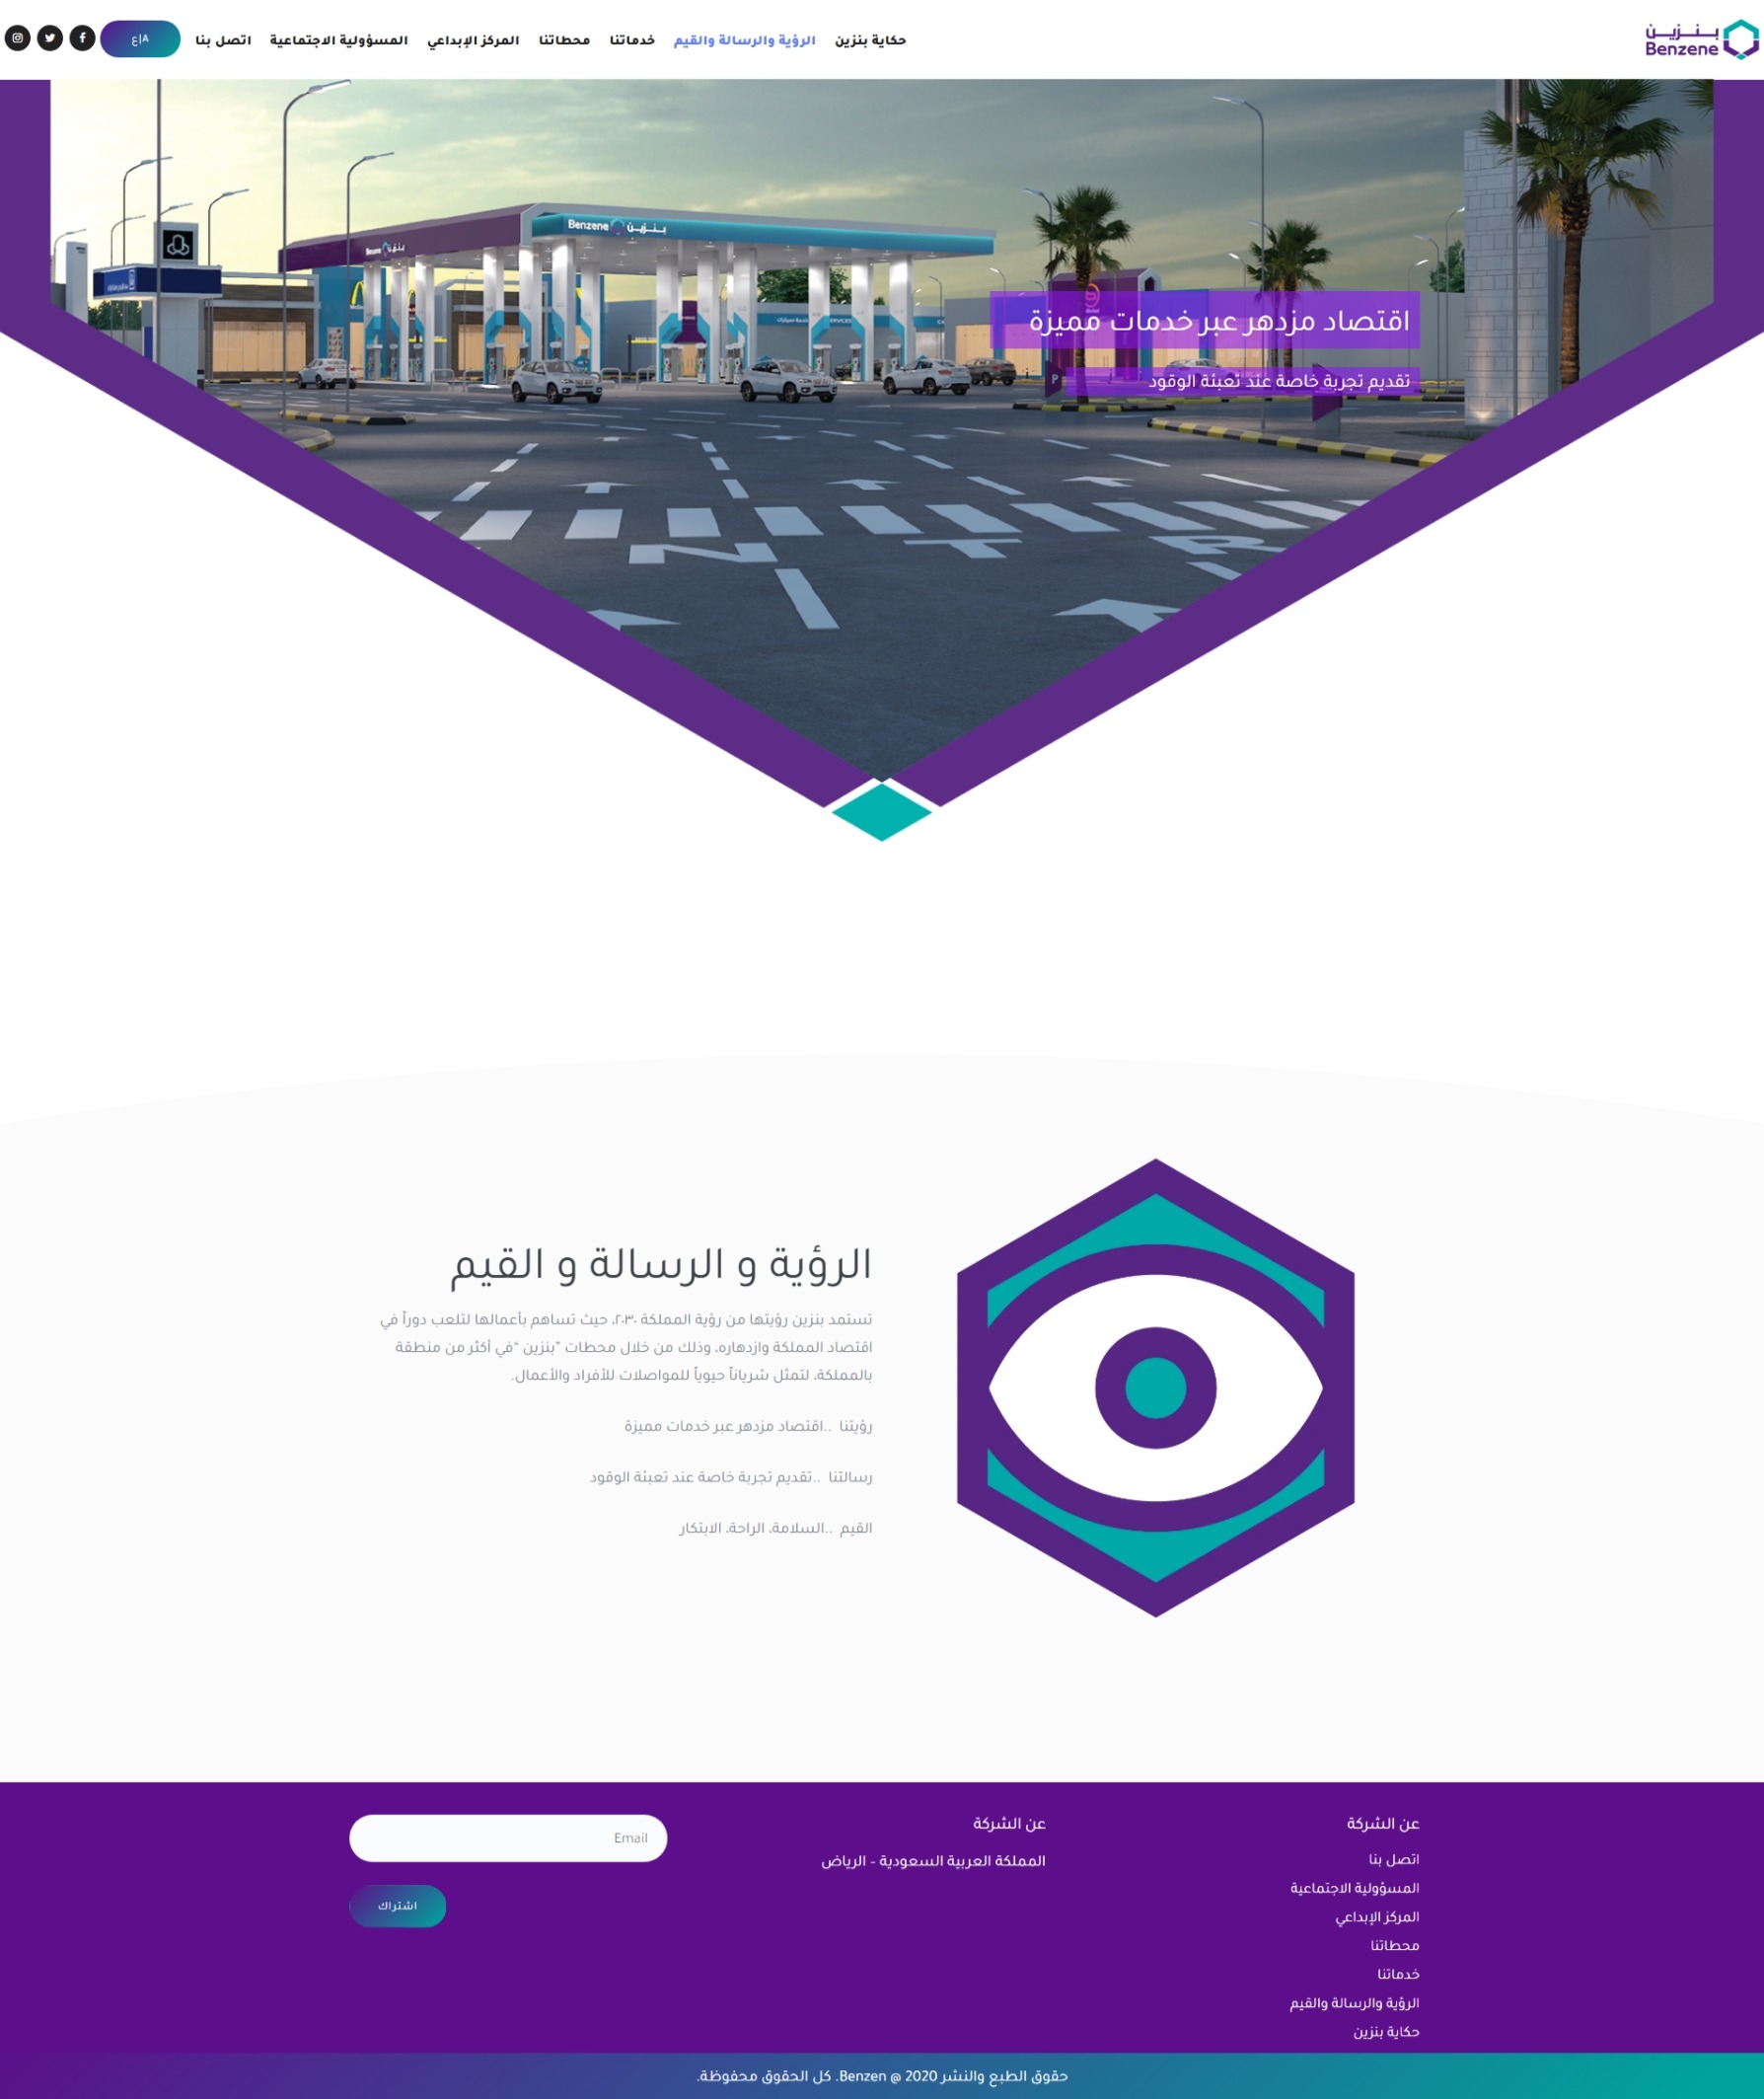 بنزين
Benzene
حكاية بنزين
الرؤية والرسالة والقيم
خدماتنا
محطاتنا
المركز الإبداعي
المسؤولية الاجتماعية
اتصل بنا
ع|A
Benzene بنزين
بنزين
اقتصاد مزدهر عبر خدمات مميزة
تقديم تجربة خاصة عند تعبئة الوقود
P
الرؤية و الرسالة و القيم
تستمد بنزين رؤيتها من رؤية المملكة ٢٠٣٠، حيث تساهم بأعمالها لتلعب دوراً في
اقتصاد المملكة وازدهاره، وذلك من خلال محطات "بنزين "في أكثر من منطقة
بالمملكة، لتمثل شرياناً حيوياً للمواصلات للأفراد والأعمال.
رؤيتنا ..اقتصاد مزدهر عبر خدمات مميزة
رسالتنا ..تقديم تجربة خاصة عند تعبئة الوقود
القيم ..السلامة، الراحة، الابتكار
عن الشركة
اتصل بنا
المسؤولية الاجتماعية
المركز الإبداعي
محطاتنا
خدماتنا
الرؤية والرسالة والقيم
حكاية بنزين
عن الشركة
المملكة العربية السعودية - الرياض
Email
اشتراك
حقوق الطبع والنشر 2020 @ Benzen. كل الحقوق محفوظة.